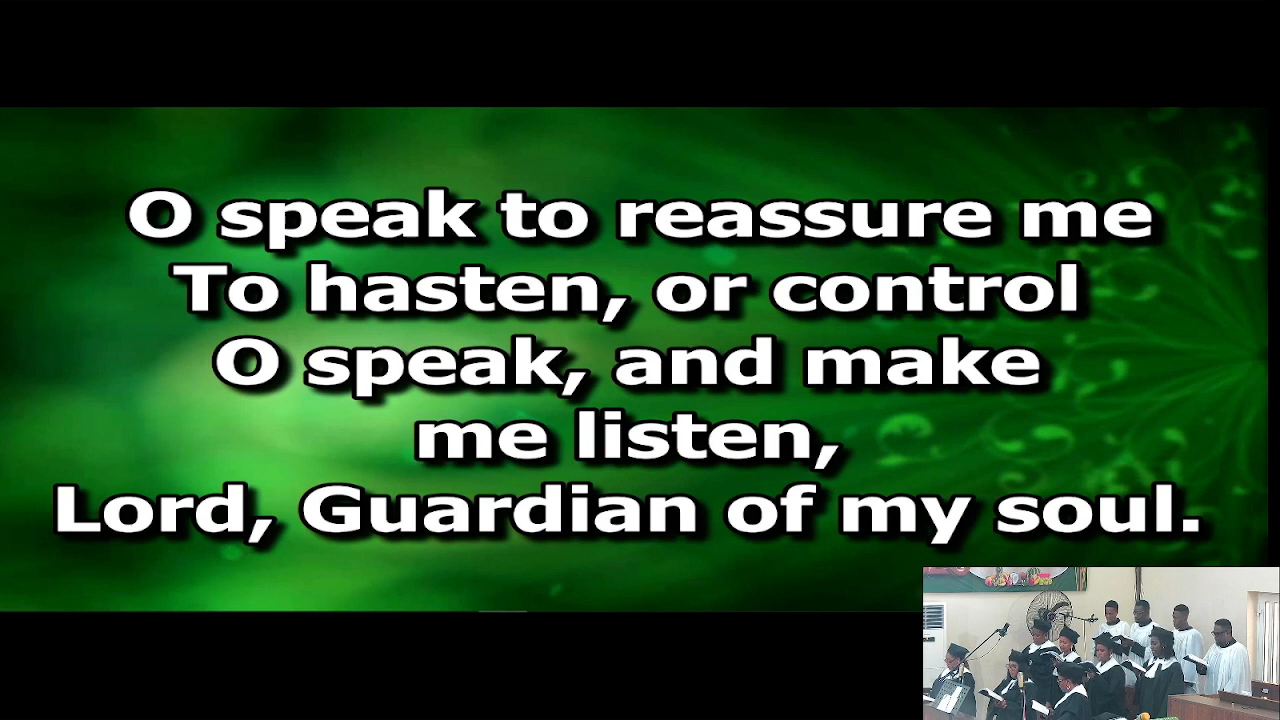 O speak to reassure me
To hasten, or control
O speak, and make
me listen,
Lord, Guardian of my soul.